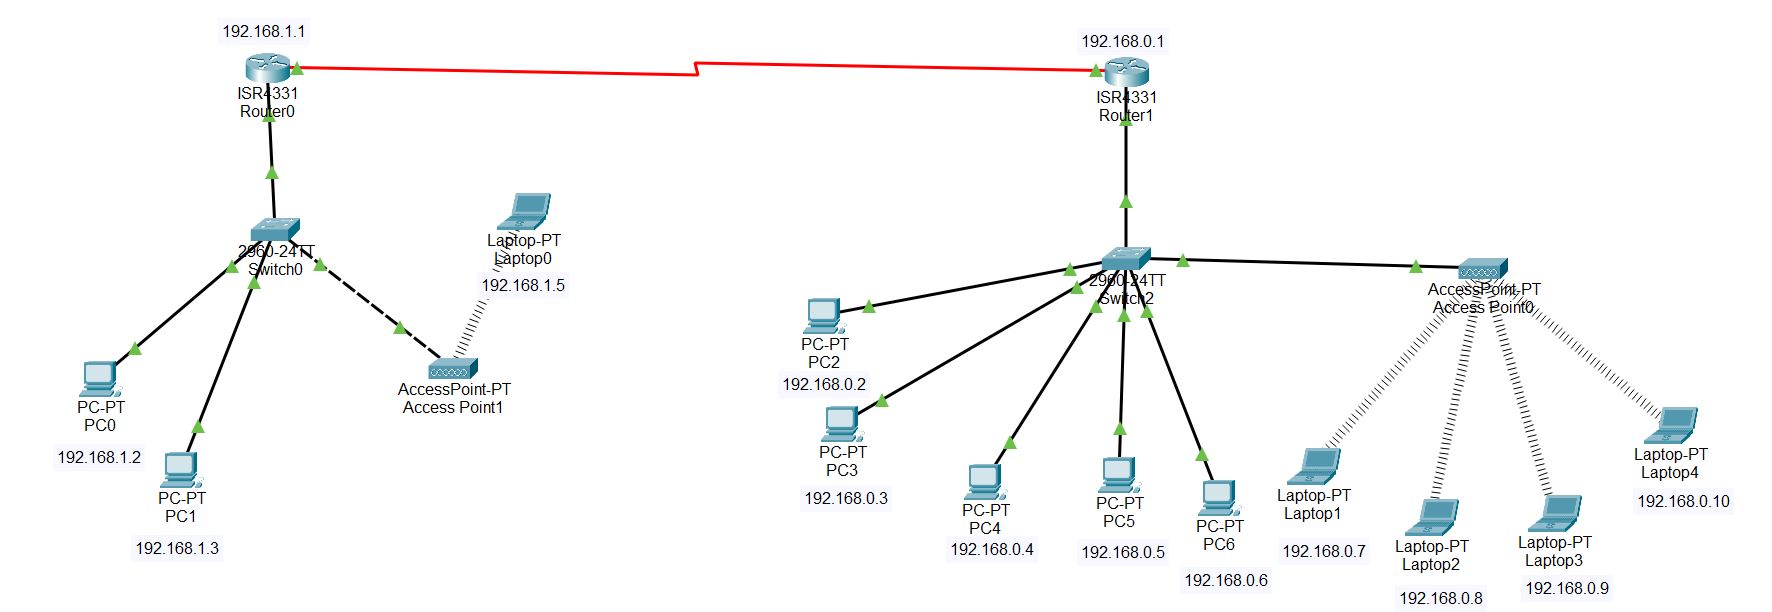 192.168.1.1
ISR4331
Router0
192.168.0.1
ISR4331
Router1
Laptop-PT
Laptop0
192.168.1.5
2960-24TT
Switch0
2960-24TT
Switch2
AccessPoint-PT
Access Point0
PC-PT
PC2
192.168.0.2
AccessPoint-PT
Access Point1
PC-PT
PC0
192.168.1.2
PC-PT
PC1
192.168.1.3
PC-PT
PC3
192.168.0.3
PC-PT
PC4
192.168.0.4
PC-PT
PC5
192.168.0.5
PC-PT
PC6
192.168.0.6
Laptop-PT
Laptop1
192.168.0.7
Laptop-PT
Laptop2
192.168.0.8
Laptop-PT
Laptop3
192.168.0.9
Laptop-PT
Laptop4
192.168.0.10